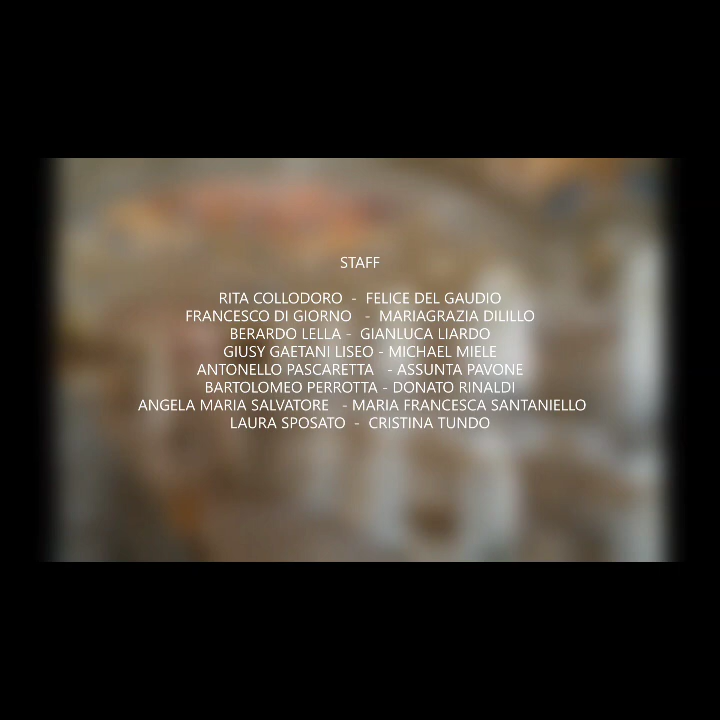 STAFF
RITA COLLODORO - FELICE DEL GAUDIO
FRANCESCO DI GIORNO - MARIAGRAZIA DILILLO
BERARDO LELLA - GIANLUCA LIARDO
GIUSY GAETANI LISEO - MICHAEL MIELE
ANTONELLO PASCARETTA - ASSUNTA PAVONE
BARTOLOMEO PERROTTA - DONATO RINALDI
ANGELA MARIA SALVATORE - MARIA FRANCESCA SANTANIELLO
LAURA SPOSATO - CRISTINA TUNDO